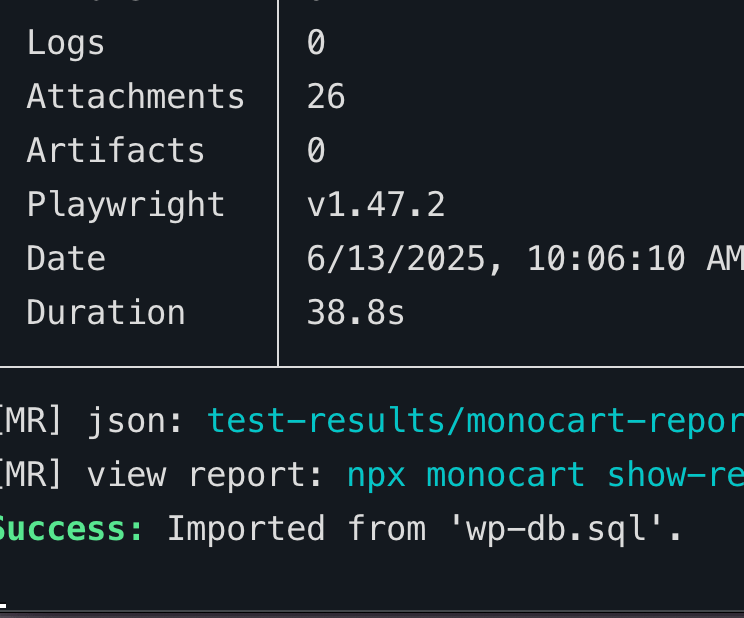 Logs 0
Attachments 26
Artifacts 0
Playwright v1.47.2
Date 6/13/2025, 10:06:10 AM
Duration 38.8s
[MR] json: test-results/monocart-repor
[MR] view report: npx monocart show-re
Success: Imported from 'wp-db.sql'.